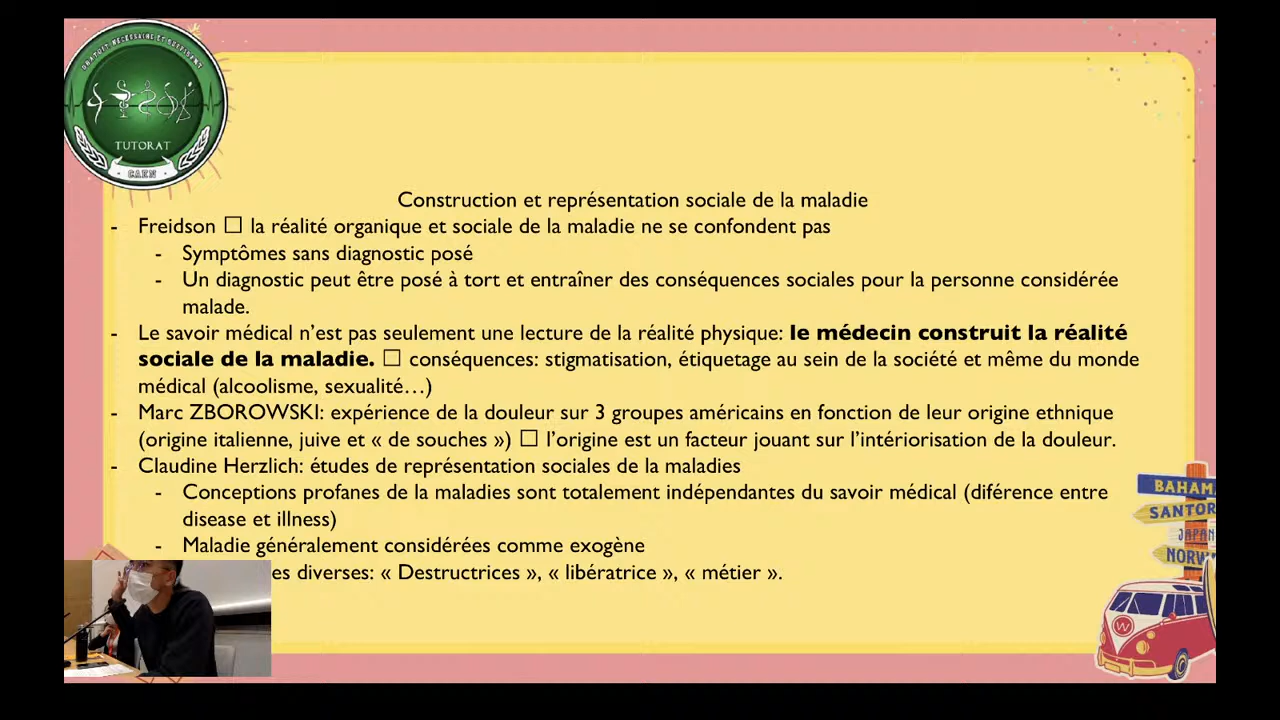 GRATUIT, NÉCESSAIRE ET SUFFISANT
TUTORAT
CAEN
Construction et représentation sociale de la maladie
- Freidson ☐ la réalité organique et sociale de la maladie ne se confondent pas
- Symptômes sans diagnostic posé
- Un diagnostic peut être posé à tort et entraîner des conséquences sociales pour la personne considérée
malade.
- Le savoir médical n’est pas seulement une lecture de la réalité physique: le médecin construit la réalité
sociale de la maladie. ☐ conséquences: stigmatisation, étiquetage au sein de la société et même du monde
médical (alcoolisme, sexualité…)
- Marc ZBOROWSKI: expérience de la douleur sur 3 groupes américains en fonction de leur origine ethnique
(origine italienne, juive et « de souches ») ☐ l’origine est un facteur jouant sur l’intériorisation de la douleur.
- Claudine Herzlich: études de représentation sociales de la maladies
- Conceptions profanes de la maladies sont totalement indépendantes du savoir médical (diférence entre
disease et illness)
- Maladie généralement considérées comme exogène
es diverses: « Destructrices », « libératrice », « métier ».
BAHAM
SANTOR
JAPAN
NORW
W